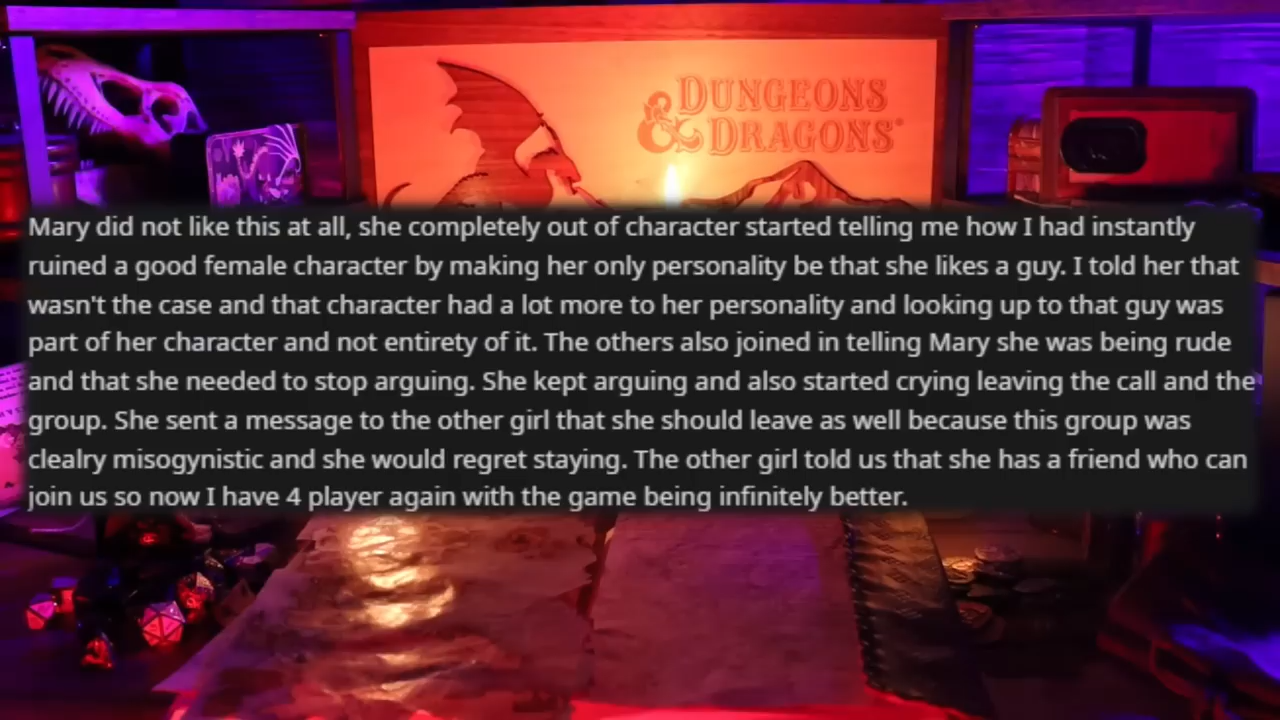 DUNGEONS
& DRAGONS®
Mary did not like this at all, she completely out of character started telling me how I had instantly
ruined a good female character by making her only personality be that she likes a guy. I told her that
wasn't the case and that character had a lot more to her personality and looking up to that guy was
part of her character and not entirety of it. The others also joined in telling Mary she was being rude
and that she needed to stop arguing. She kept arguing and also started crying leaving the call and the
group. She sent a message to the other girl that she should leave as well because this group was
clealry misogynistic and she would regret staying. The other girl told us that she has a friend who can
join us so now I have 4 player again with the game being infinitely better.